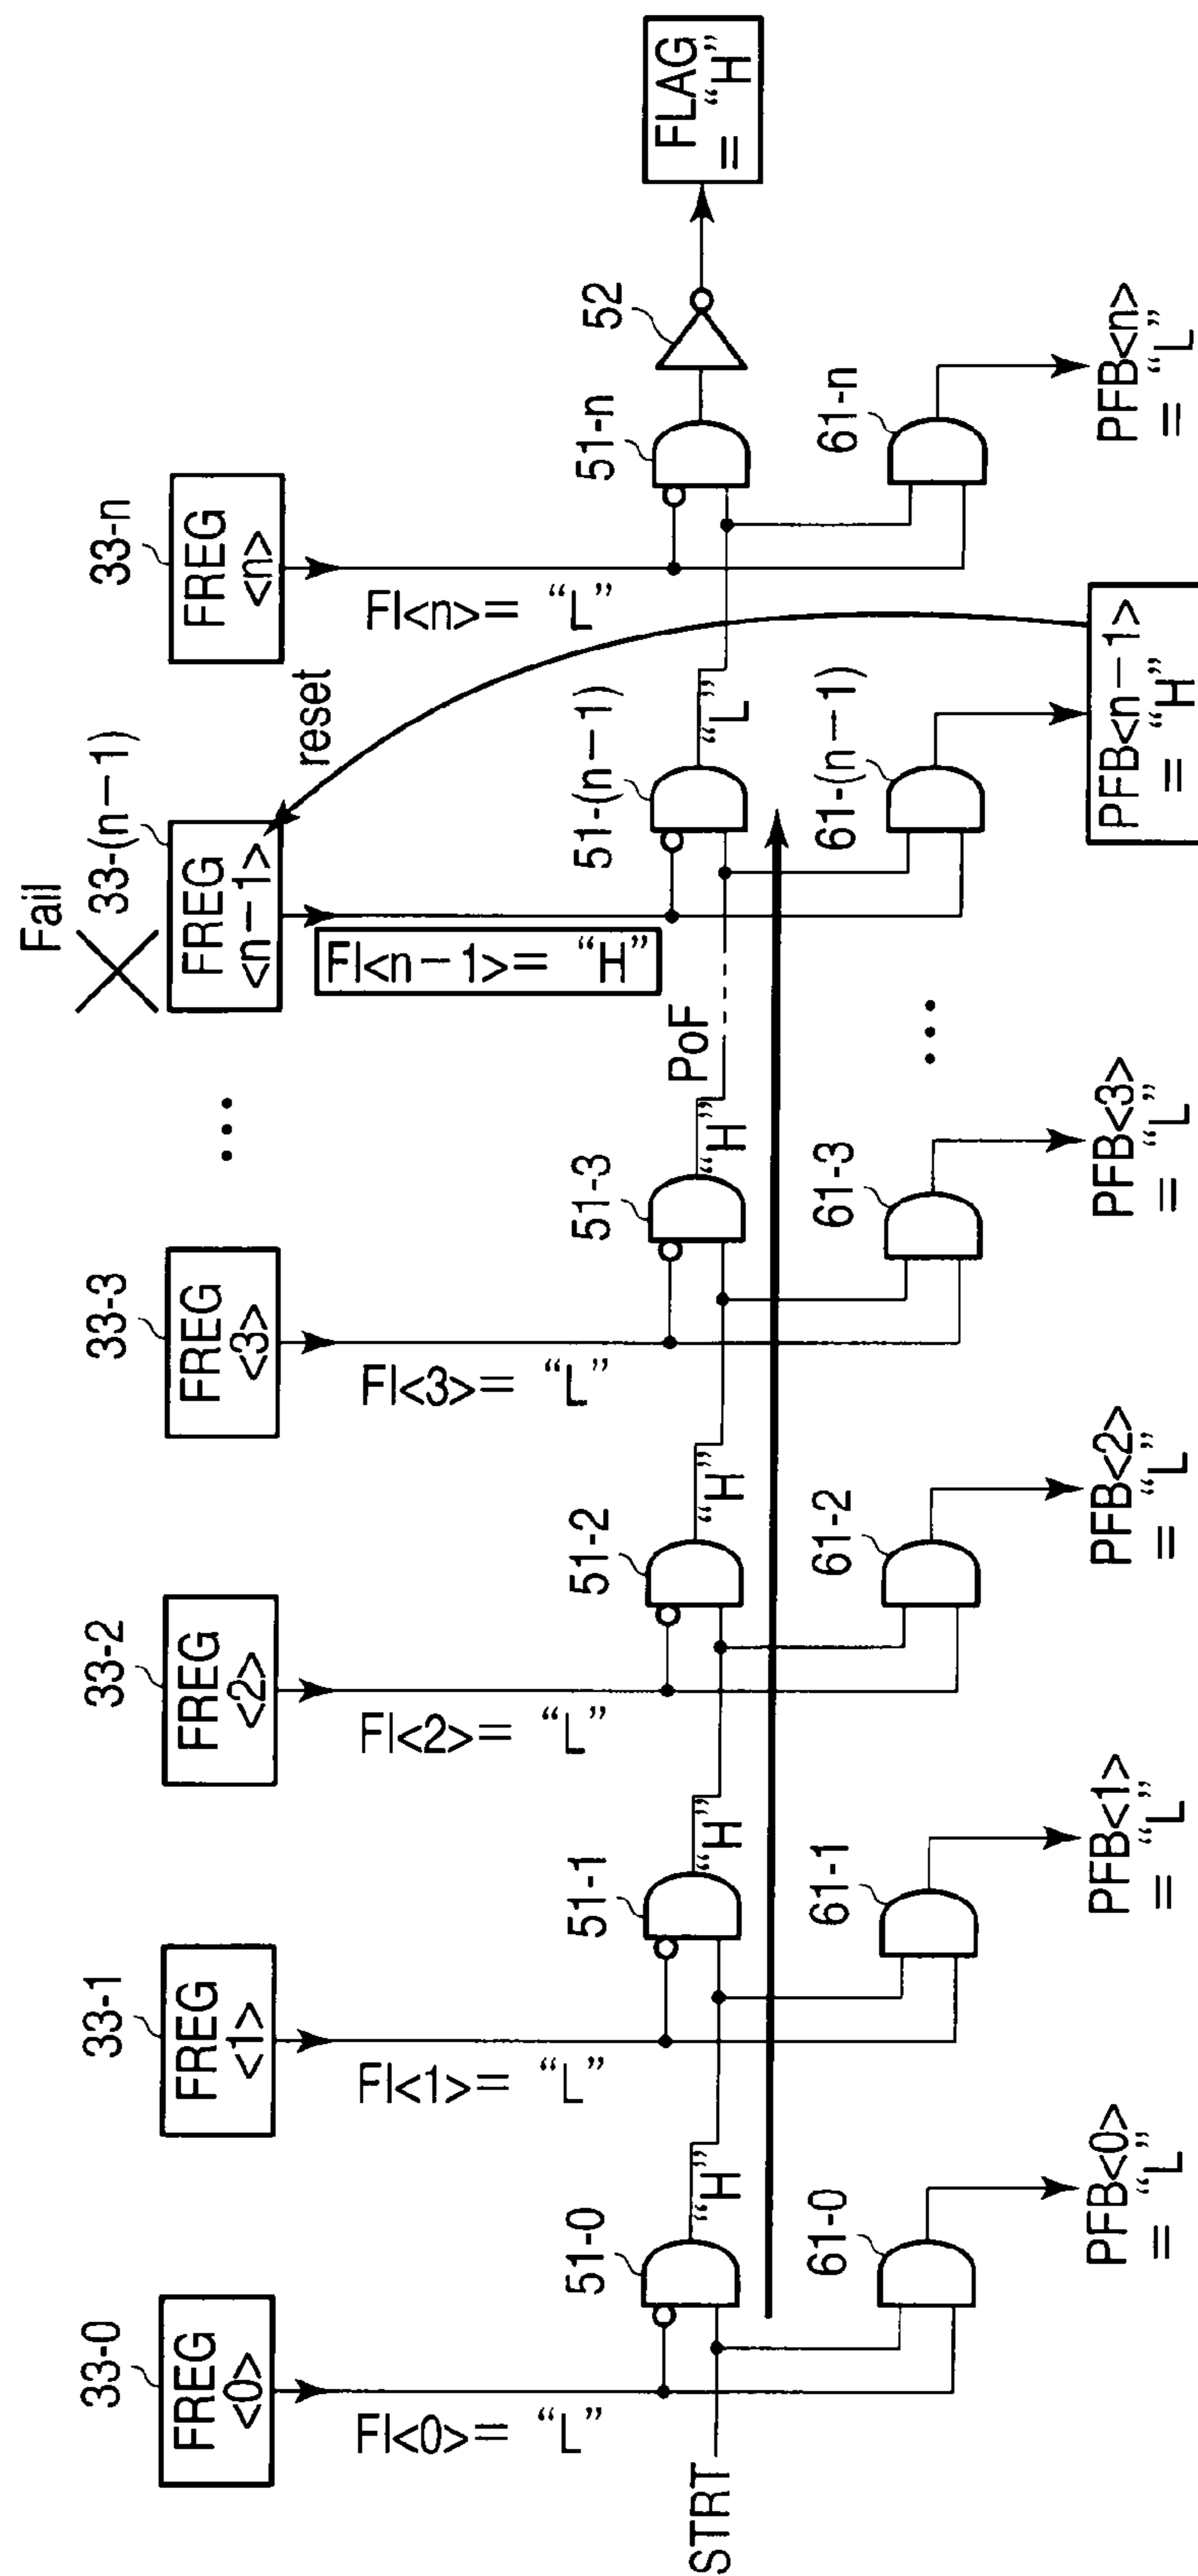 Fail
33-0
33-1
33-2
33-3
33-(n−1)
33-n
FREG
<0>
FREG
<1>
FREG
<2>
FREG
<3>
• • •
FREG
<n−1>
FREG
<n>
reset
FI<0>= “L”
FI<1>= “L”
FI<2>= “L”
FI<3>= “L”
FI<n−1>= “H”
FI<n>= “L”
51-0
51-1
51-2
51-3
51-(n−1)
51-n
52
STRT
“H”
“H”
“H”
“H”
PoF
“L”
FLAG
= “H”
61-0
61-1
61-2
61-3
• • •
61-(n−1)
61-n
PFB<0>
= “L”
PFB<1>
= “L”
PFB<2>
= “L”
PFB<3>
= “L”
PFB<n−1>
= “H”
PFB<n>
= “L”